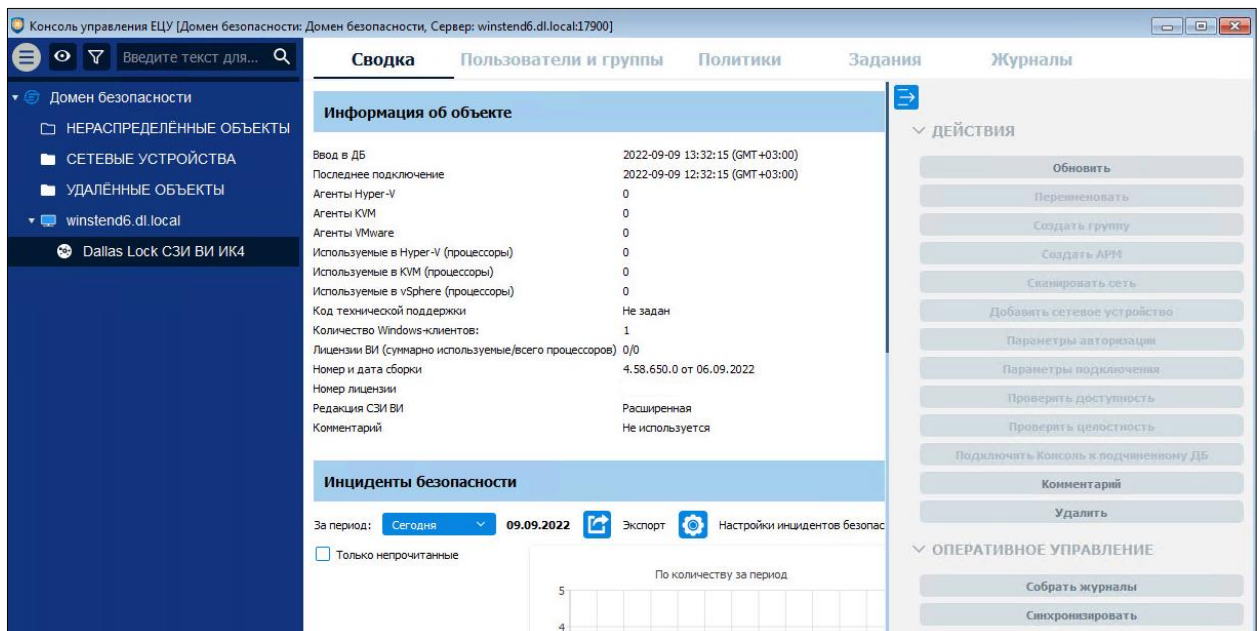 Консоль управления ЕЦУ [Домен безопасности: Домен безопасности, Сервер: winstend6.dl.local:17900]
Введите текст для...
Сводка Пользователи и группы Политики Задания Журналы
Домен безопасности
НЕРАСПРЕДЕЛЁННЫЕ ОБЪЕКТЫ
СЕТЕВЫЕ УСТРОЙСТВА
УДАЛЁННЫЕ ОБЪЕКТЫ
winstend6.dl.local
Dallas Lock СЗИ ВИ ИК4
Информация об объекте
Ввод в ДБ 2022-09-09 13:32:15 (GMT+03:00)
Последнее подключение 2022-09-09 12:32:15 (GMT+03:00)
Агенты Hyper-V 0
Агенты KVM 0
Агенты VMware 0
Используемые в Hyper-V (процессоры) 0
Используемые в KVM (процессоры) 0
Используемые в vSphere (процессоры) 0
Код технической поддержки Не задан
Количество Windows-клиентов: 1
Лицензии ВИ (суммарно используемые/всего процессоров) 0/0
Номер и дата сборки 4.58.650.0 от 06.09.2022
Номер лицензии
Редакция СЗИ ВИ Расширенная
Комментарий Не используется
Инциденты безопасности
За период: Сегодня 09.09.2022 Экспорт Настройки инцидентов безопас
Только непрочитанные
По количеству за период
5
4
ДЕЙСТВИЯ
Обновить
Переименовать
Создать группу
Создать АРМ
Сканировать сеть
Добавить сетевое устройство
Параметры авторизации
Параметры подключения
Проверить доступность
Проверить целостность
Подключить Консоль к подчиненному ДБ
Комментарий
Удалить
ОПЕРАТИВНОЕ УПРАВЛЕНИЕ
Собрать журналы
Синхронизировать